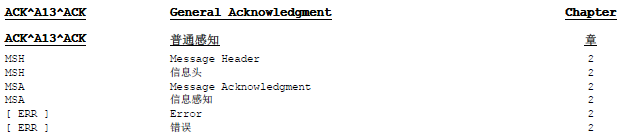 ACK^A13^ACK General Acknowledgment Chapter
ACK^A13^ACK 普通感知 章
MSH Message Header 2
MSH 信息头 2
MSA Message Acknowledgment 2
MSA 信息感知 2
[ ERR ] Error 2
[ ERR ] 错误 2